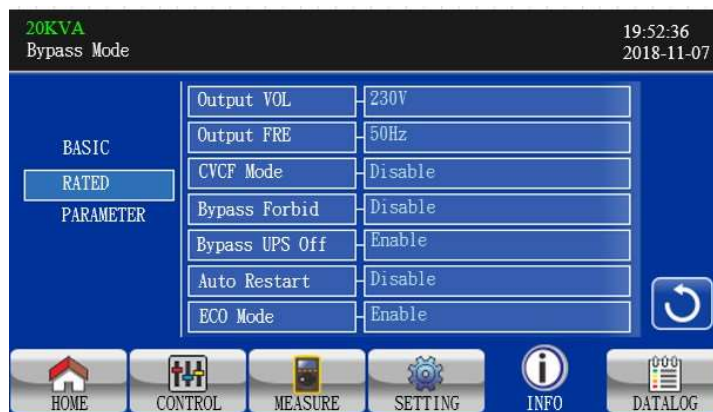 20KVA
Bypass Mode
19:52:36
2018-11-07
BASIC
RATED
PARAMETER
Output VOL 230V
Output FRE 50Hz
CVCF Mode Disable
Bypass Forbid Disable
Bypass UPS Off Enable
Auto Restart Disable
ECO Mode Enable
HOME CONTROL MEASURE SETTING INFO DATALOG